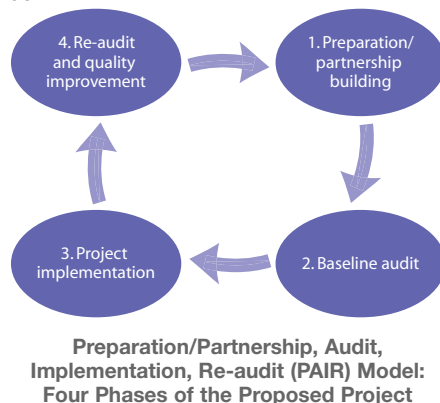 4. Re-audit
and quality
improvement
1. Preparation/
partnership
building
3. Project
implementation
2. Baseline audit
Preparation/Partnership, Audit,
Implementation, Re-audit (PAIR) Model:
Four Phases of the Proposed Project